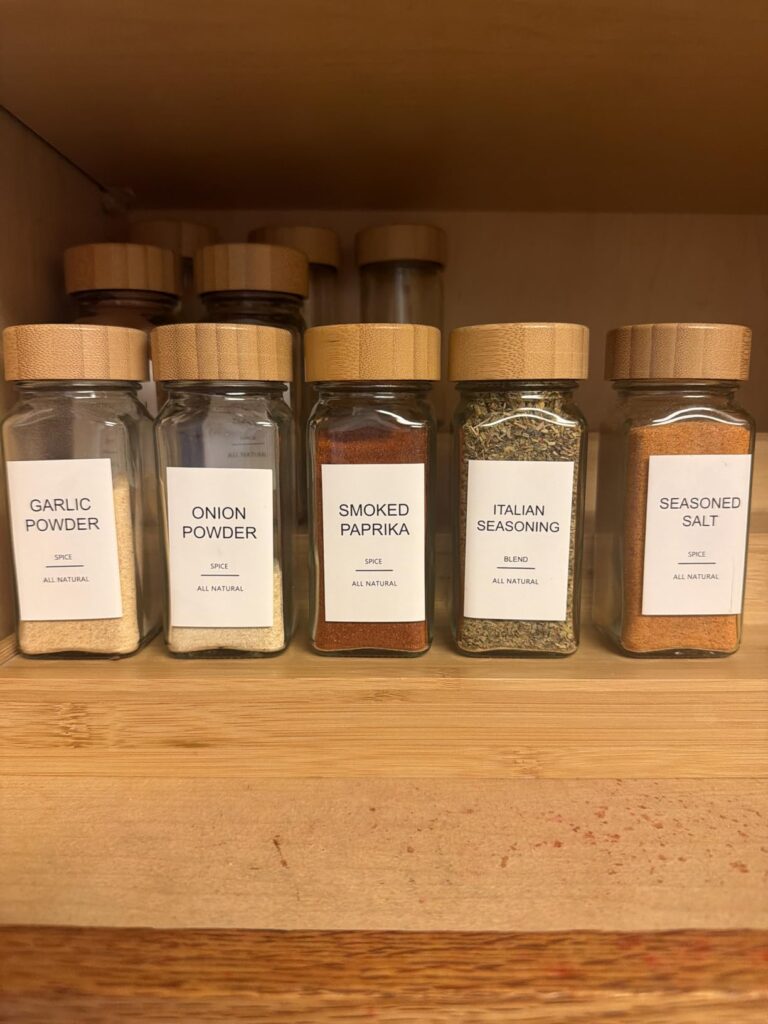 GARLIC
POWDER
SPICE
ALL NATURAL
ONION
POWDER
SPICE
ALL NATURAL
SMOKED
PAPRIKA
SPICE
ALL NATURAL
ITALIAN
SEASONING
BLEND
ALL NATURAL
SEASONED
SALT
SPICE
ALL NATURAL